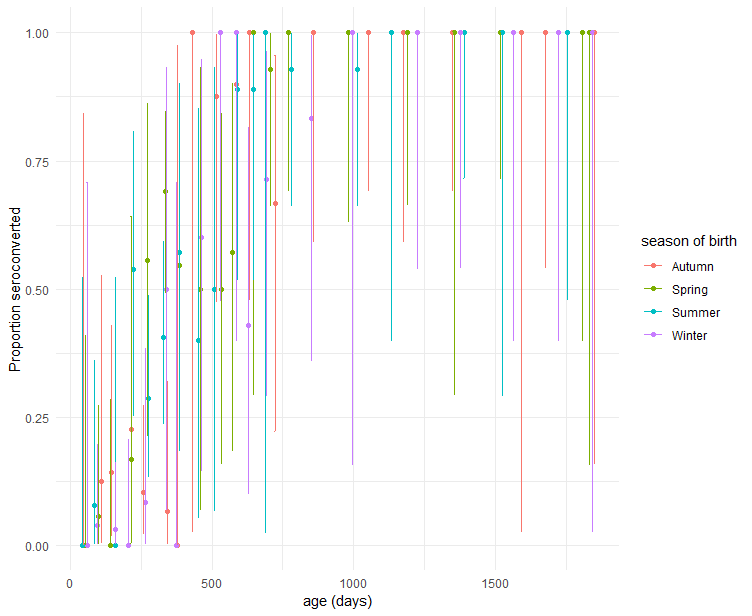 1.00
0.75
0.50
0.25
0.00
Proportion seroconverted
0
500
1000
1500
age (days)
season of birth
Autumn
Spring
Summer
Winter